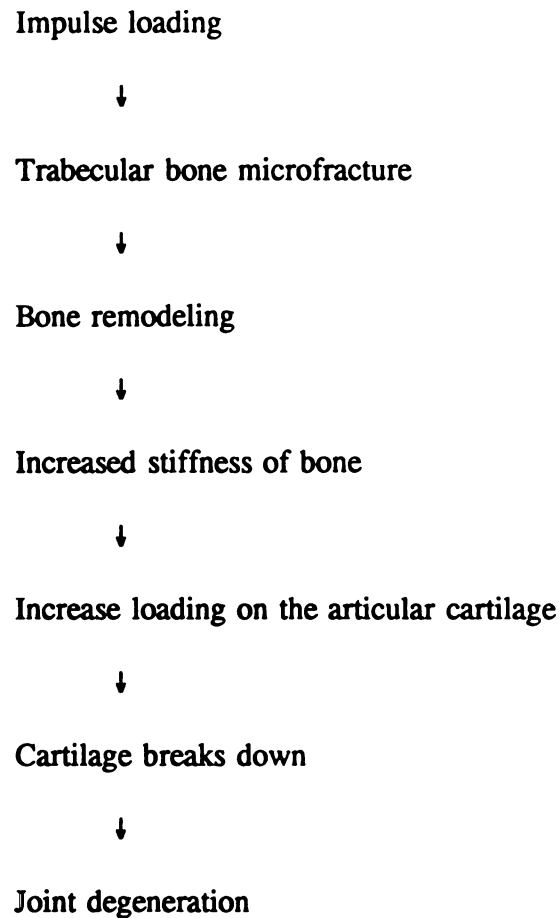 Impulse loading
↓
Trabecular bone microfracture
↓
Bone remodeling
↓
Increased stiffness of bone
↓
Increase loading on the articular cartilage
↓
Cartilage breaks down
↓
Joint degeneration